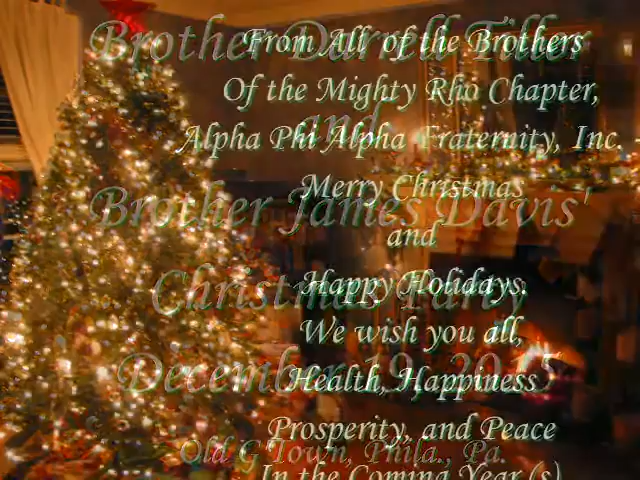 Brother Darrell Tiller
and
Brother James Davis'
Christmas Party
December 19, 2015
Old G Town, Phila., Pa.
From All of the Brothers
Of the Mighty Rho Chapter,
Alpha Phi Alpha Fraternity, Inc.
Merry Christmas
and
Happy Holidays.
We wish you all,
Health, Happiness
Prosperity, and Peace
In the Coming Year (s)